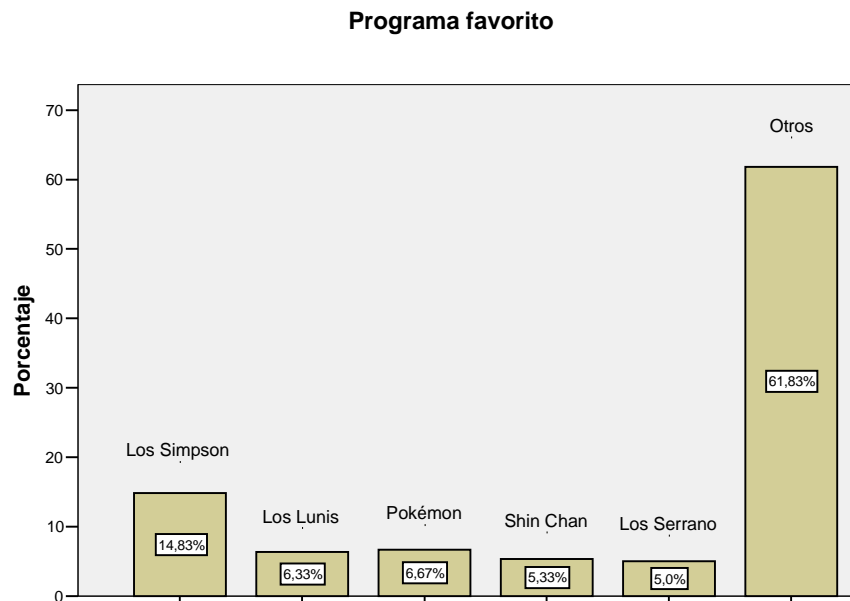 Programa favorito
Porcentaje
70
60
50
40
30
20
10
0
Los Simpson
Los Lunis
Pokémon
Shin Chan
Los Serrano
Otros
14,83%
6,33%
6,67%
5,33%
5,0%
61,83%